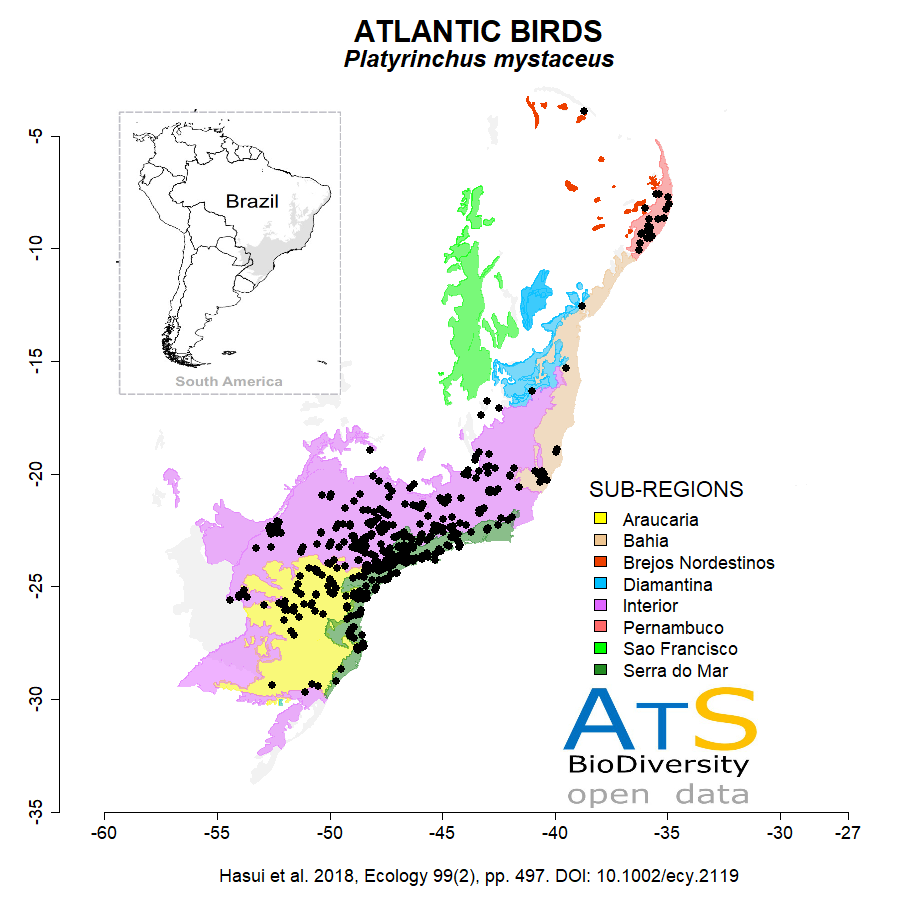 ATLANTIC BIRDS
Platyrinchus mystaceus
-5
-10
-15
-20
-25
-30
-35
Brazil
South America
SUB-REGIONS
Araucaria
Bahia
Brejos Nordestinos
Diamantina
Interior
Pernambuco
Sao Francisco
Serra do Mar
ATS
BioDiversity
open data
-60 -55 -50 -45 -40 -35 -30 -27
Hasui et al. 2018, Ecology 99(2), pp. 497. DOI: 10.1002/ecy.2119